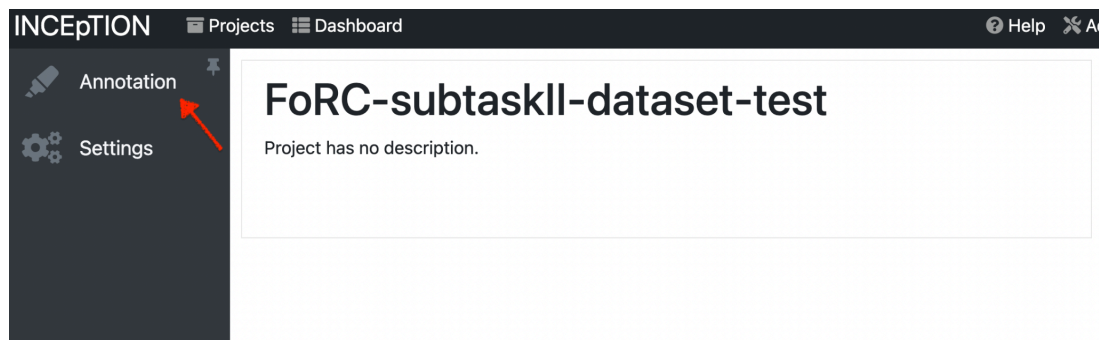 INCEpTION Projects Dashboard Help
Annotation
Settings
FoRC-subtaskII-dataset-test
Project has no description.